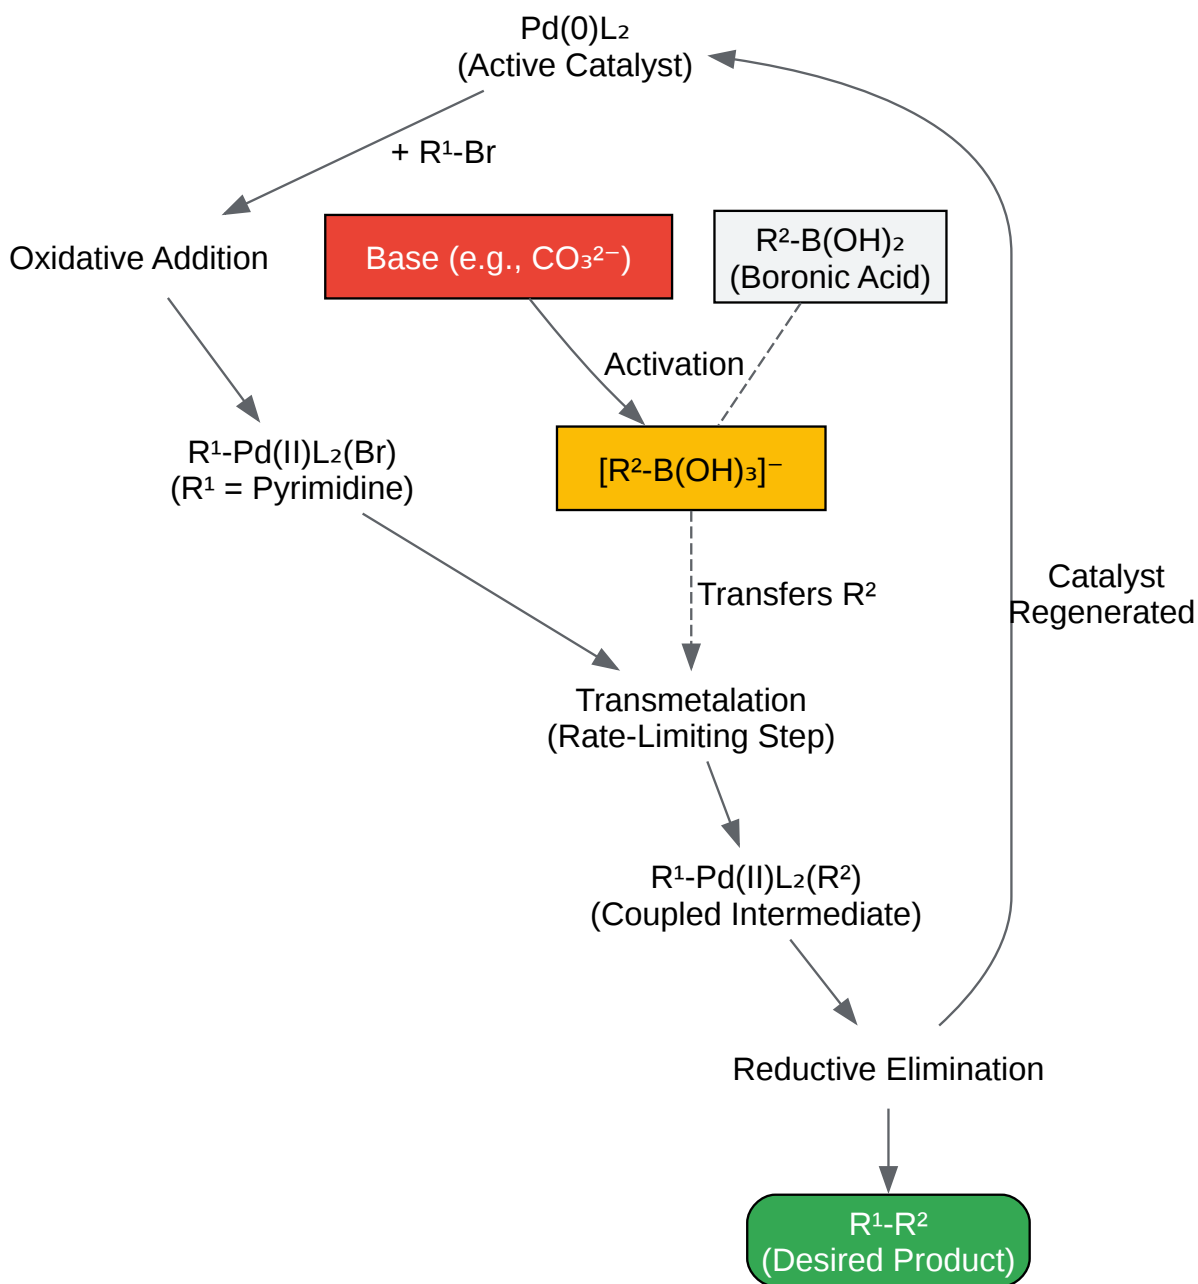 Pd(0)L₂
(Active Catalyst)
+ R¹-Br
Oxidative Addition
Base (e.g., CO₃²⁻)
R²-B(OH)₂
(Boronic Acid)
Activation
R¹-Pd(II)L₂(Br)
(R¹ = Pyrimidine)
[R²-B(OH)₃]⁻
Transfers R²
Catalyst
Regenerated
Transmetalation
(Rate-Limiting Step)
R¹-Pd(II)L₂(R²)
(Coupled Intermediate)
Reductive Elimination
R¹-R²
(Desired Product)